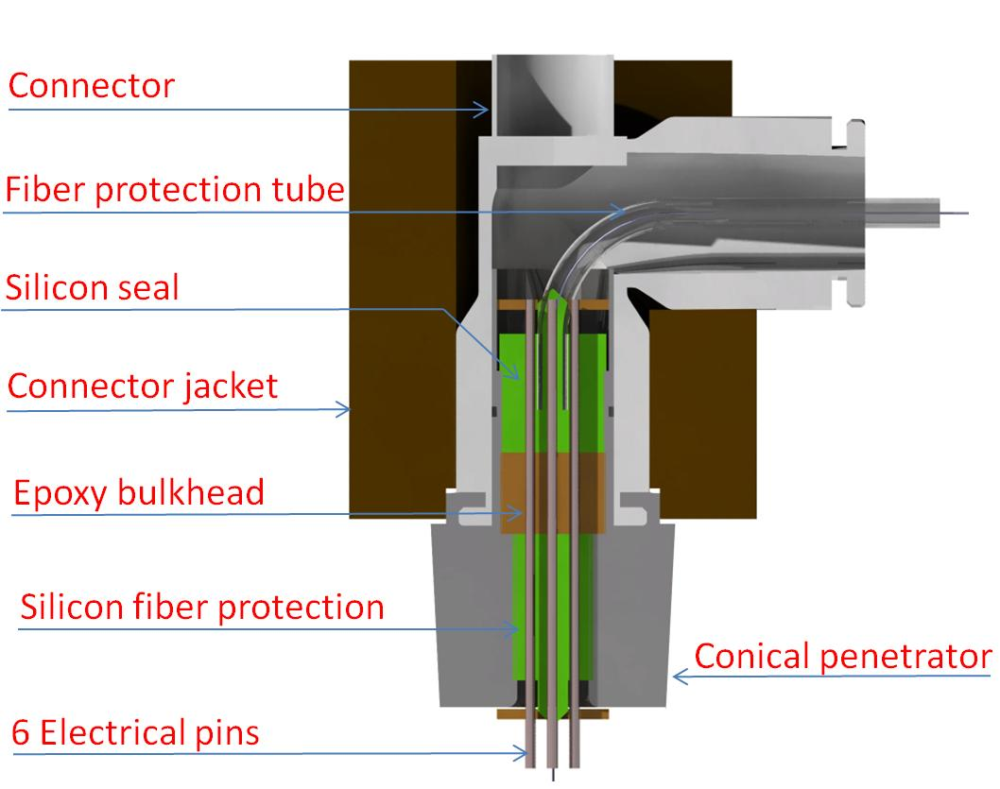 Connector
Fiber protection tube
Silicon seal
Connector jacket
Epoxy bulkhead
Silicon fiber protection
Conical penetrator
6 Electrical pins